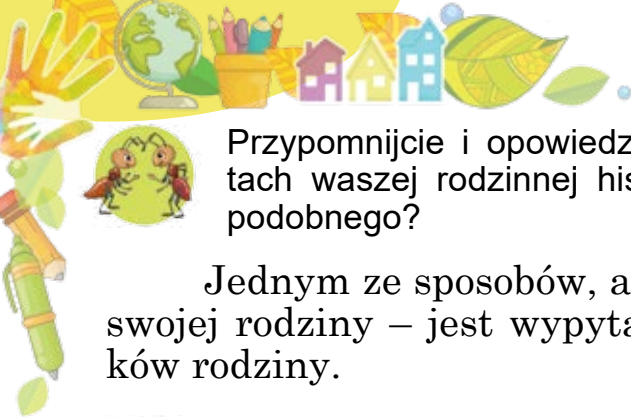 Przypomnijcie i opowiedz
tach waszej rodzinnej his
podobnego?
Jednym ze sposobów, a
swojej rodziny – jest wypyta
ków rodziny.